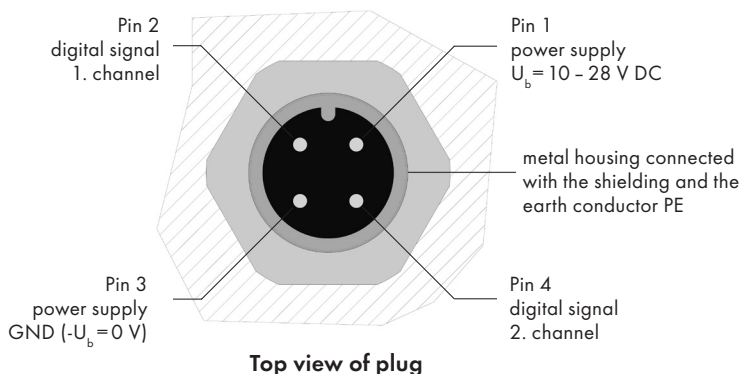 Pin 2
digital signal
1. channel
Pin 1
power supply
U_b = 10 – 28 V DC
metal housing connected
with the shielding and the
earth conductor PE
Pin 3
power supply
GND (-U_b = 0 V)
Pin 4
digital signal
2. channel
Top view of plug